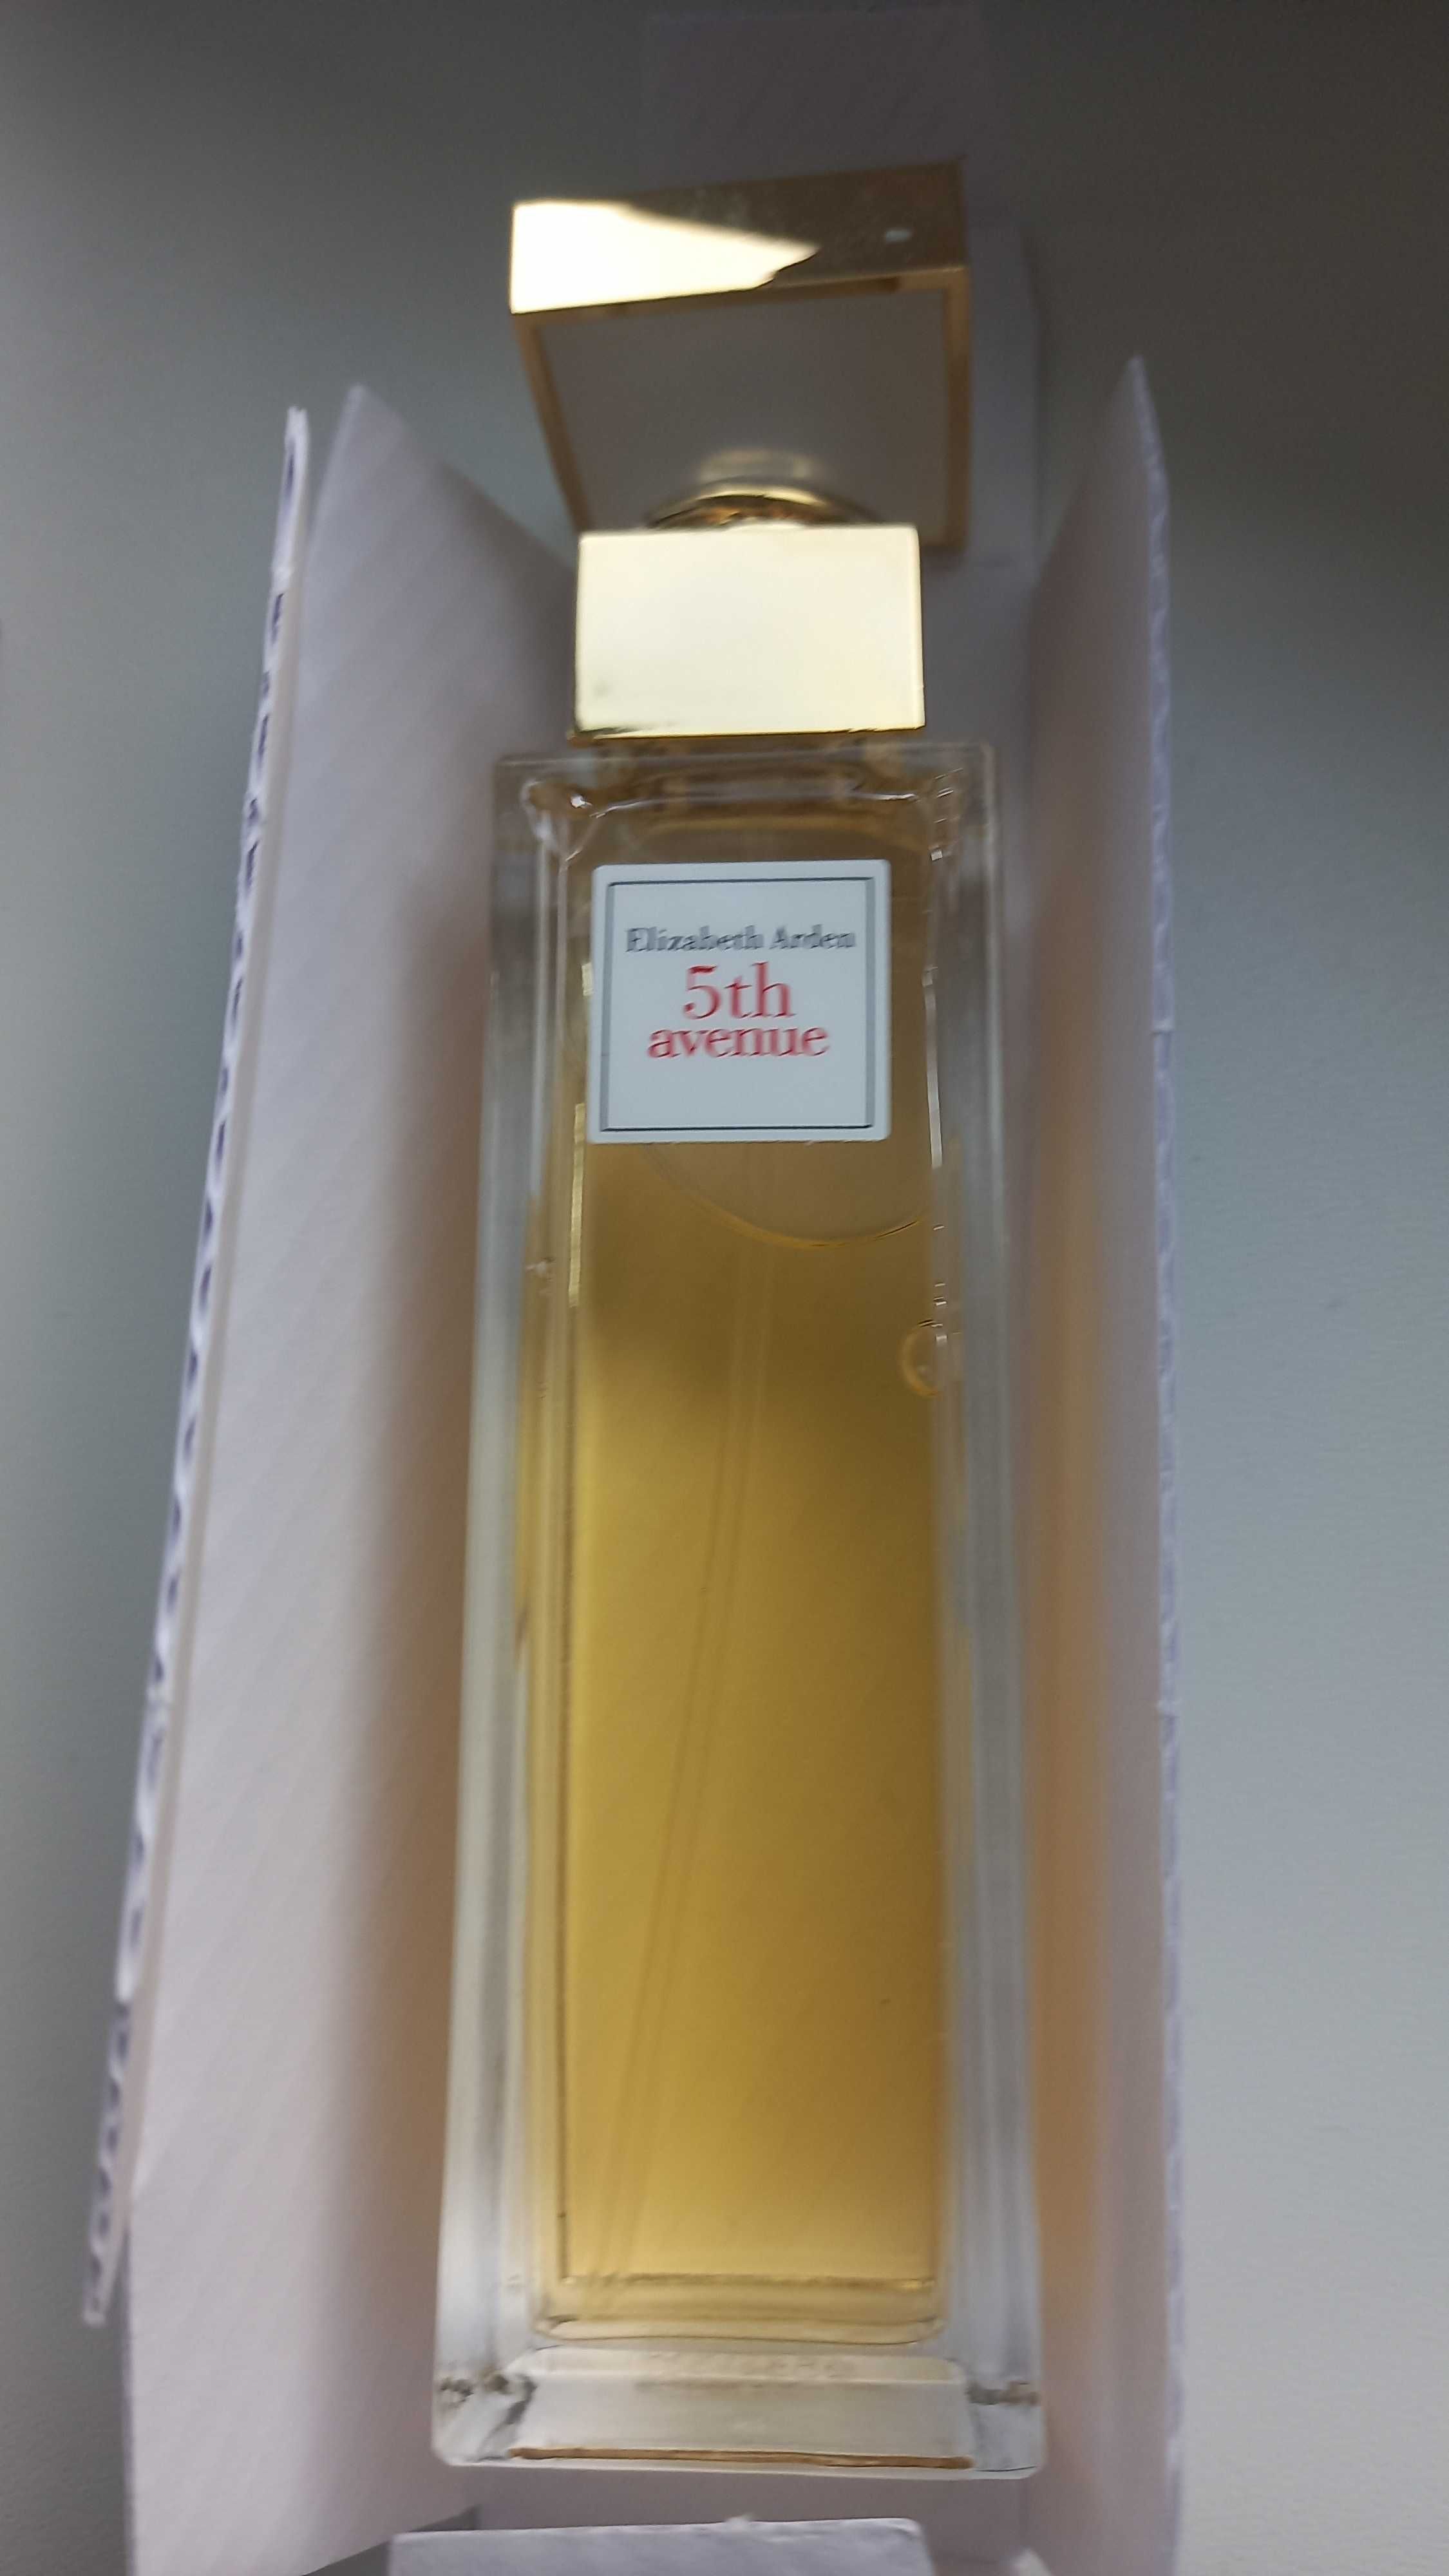 Elizabeth Arden
5th
avenue